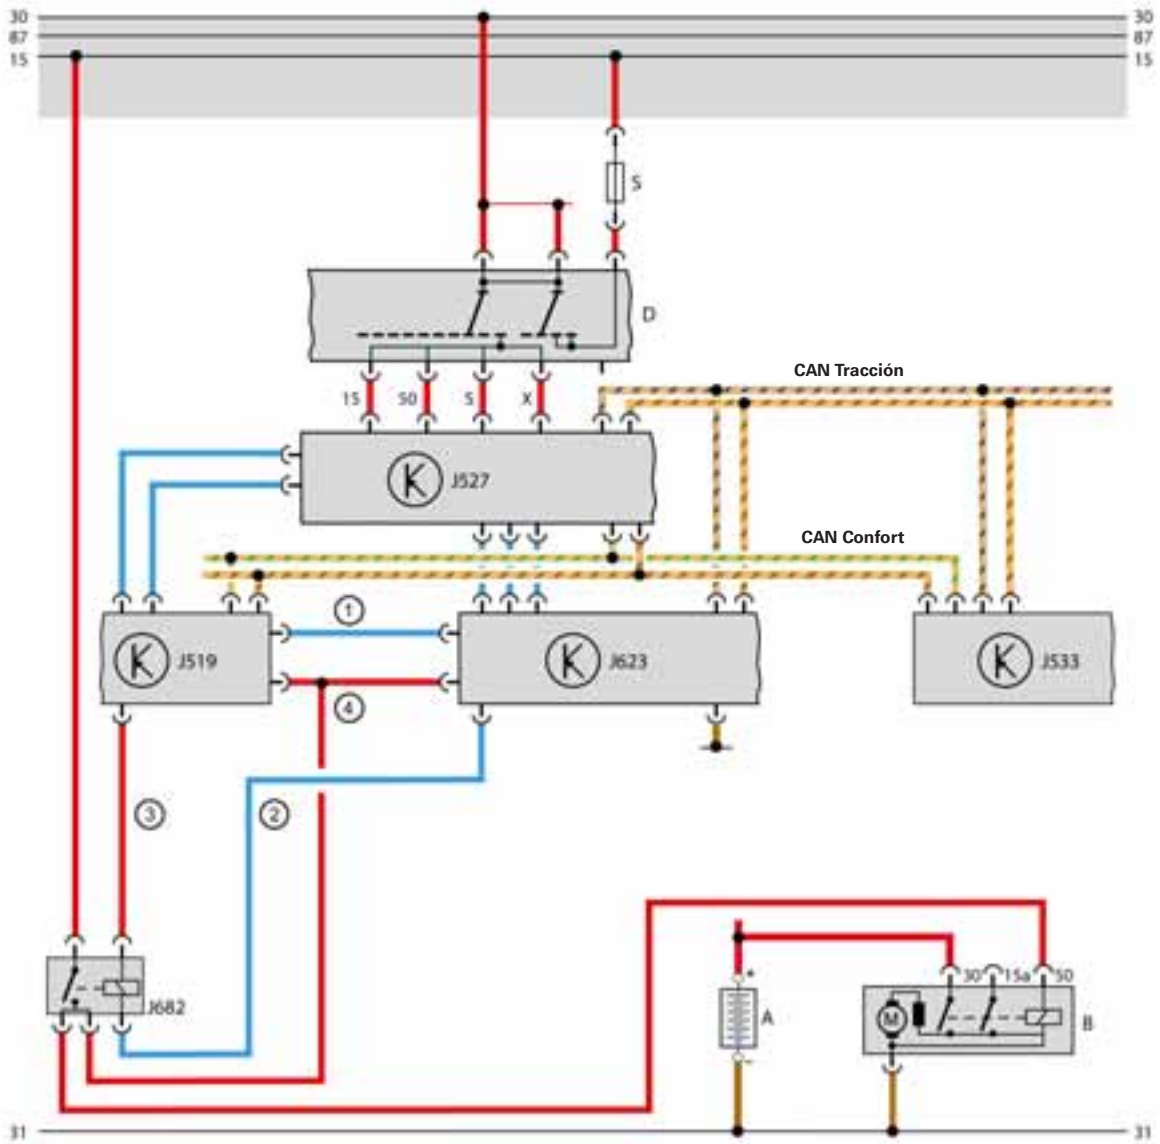 30 30
87 87
15 15
S
D
CAN Tracción
15 50 S X
J527
CAN Confort
1
J519 J623 J533
4
3 2
30 15a 50
+
J682
M
A B
-
31 31